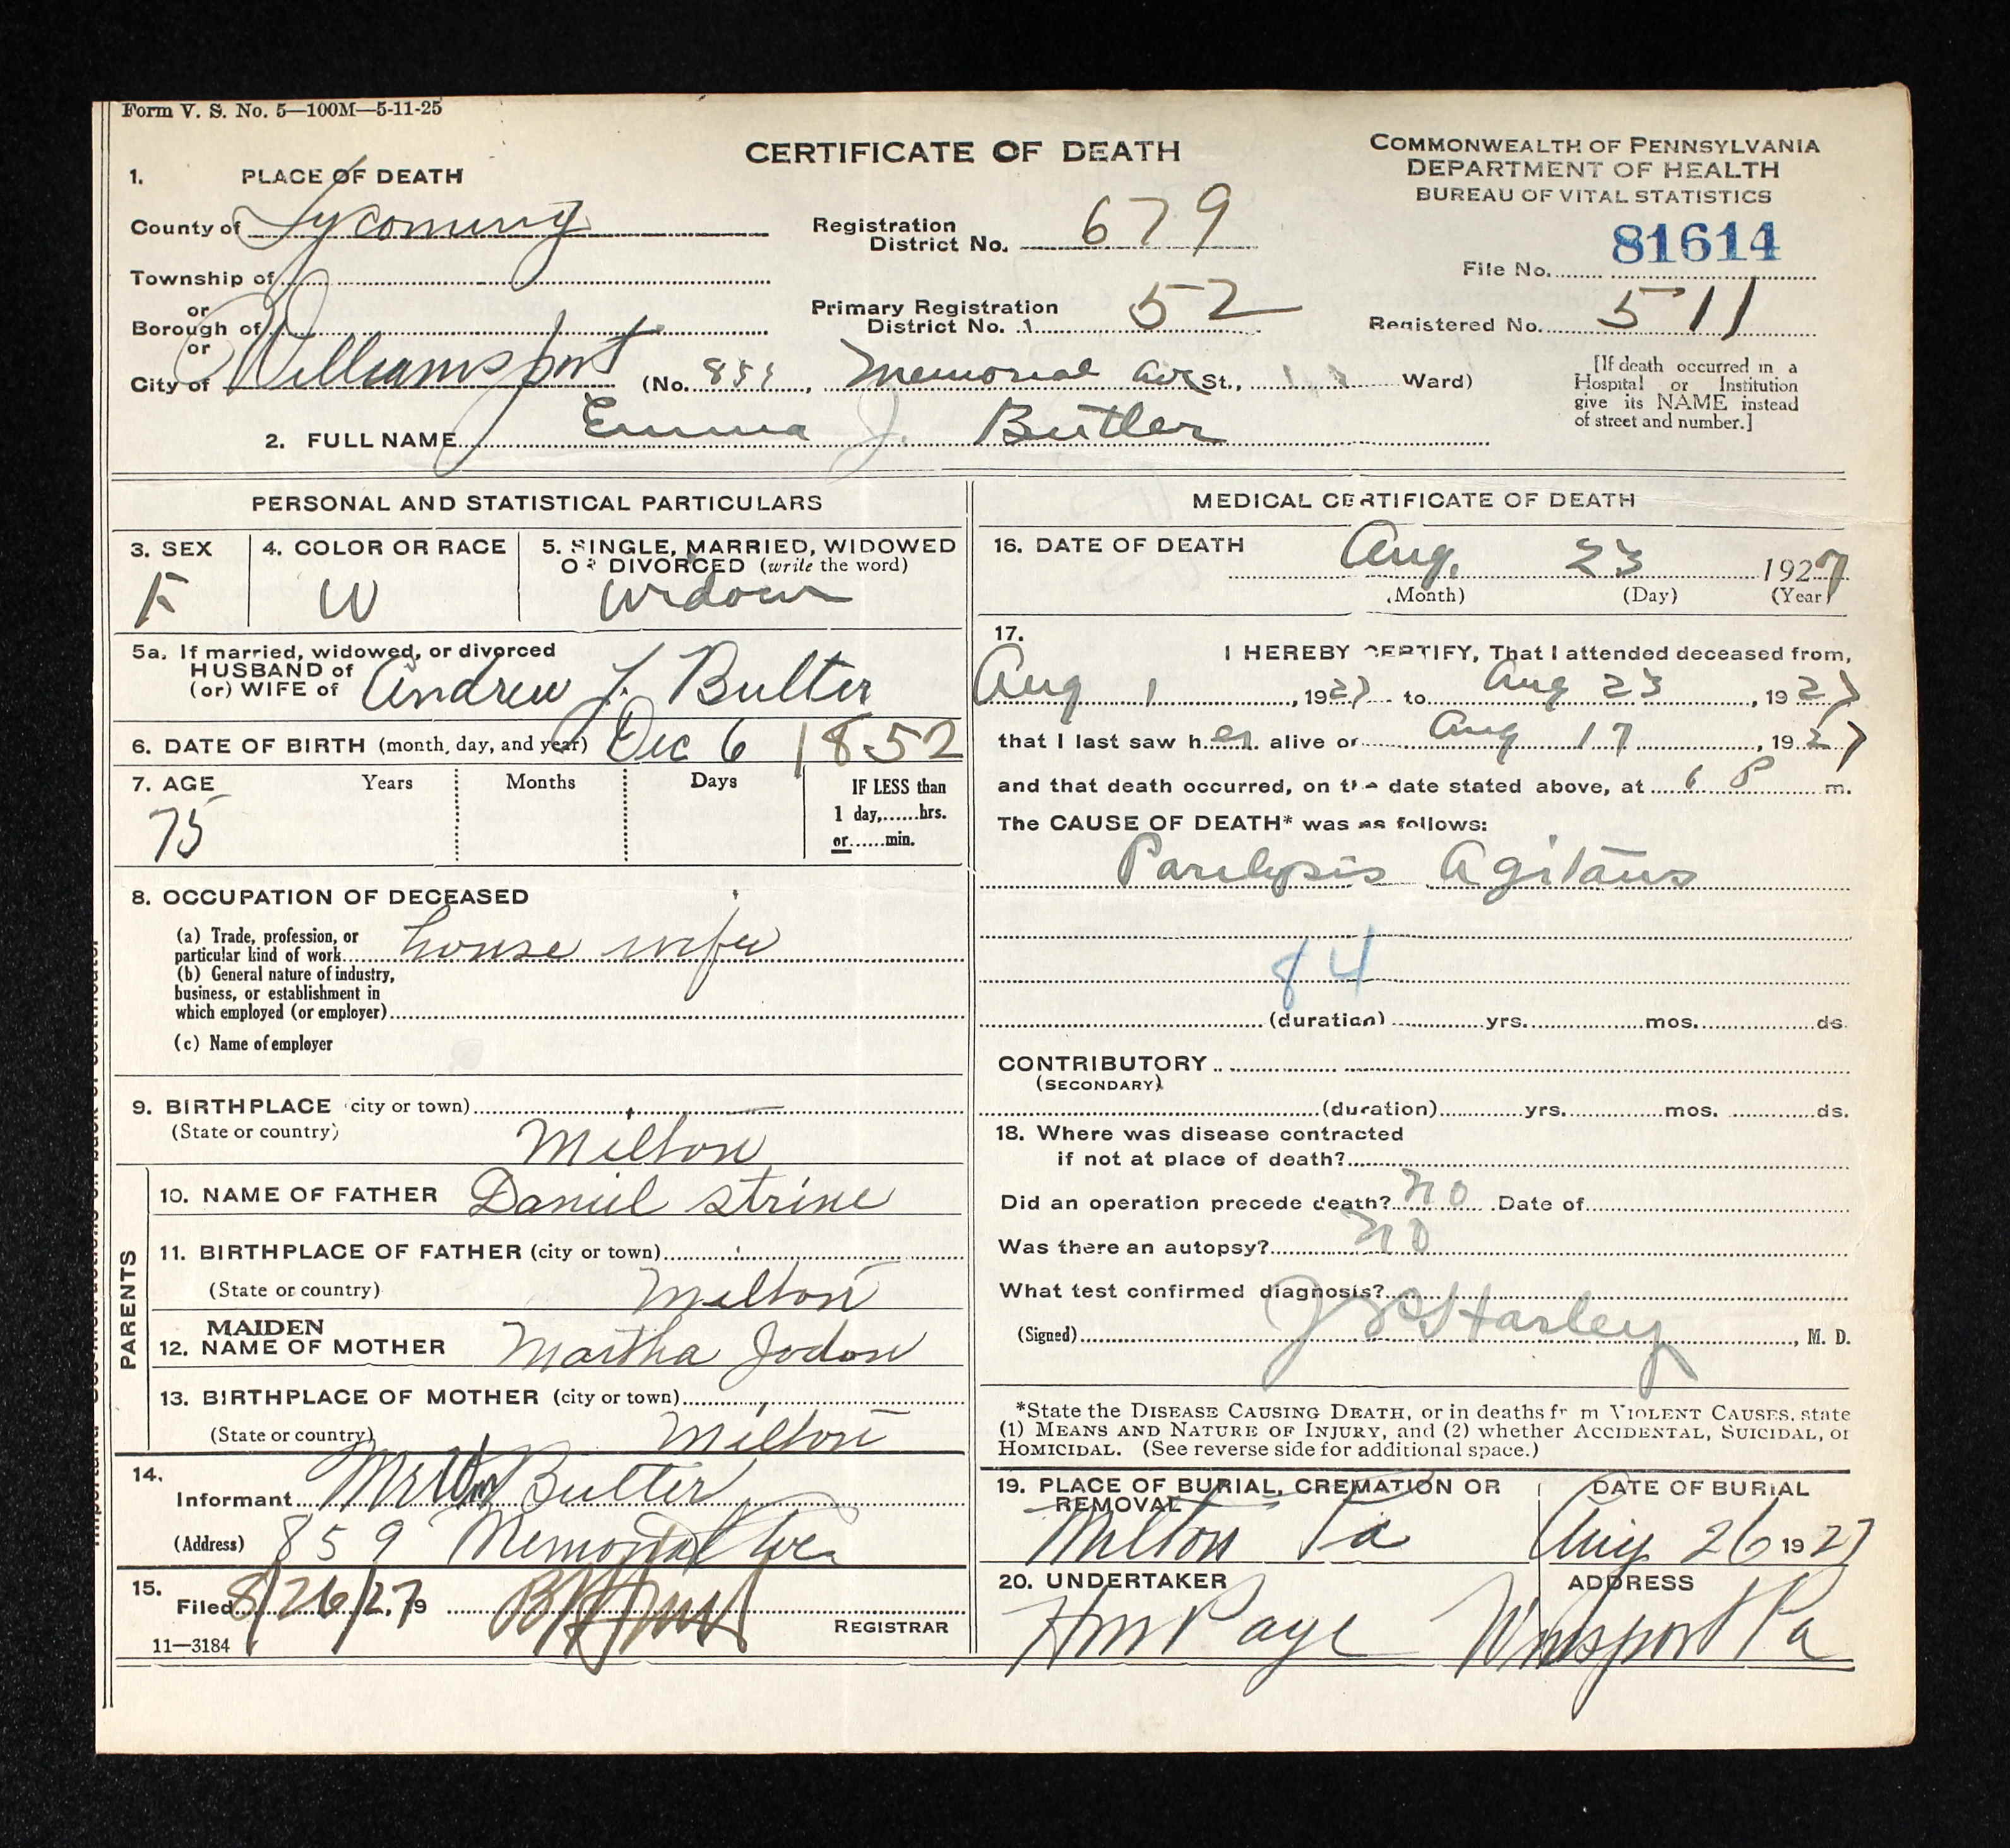 Form V. S. No. 5—100M—5-11-25
CERTIFICATE OF DEATH
COMMONWEALTH OF PENNSYLVANIA
DEPARTMENT OF HEALTH
BUREAU OF VITAL STATISTICS
1. PLACE OF DEATH
County of Lycoming
Registration District No. 679
File No. 81614
Township of
or
Borough of
Primary Registration District No. 52
Registered No. 511
or
City of Williamsport (No. 859, Memorial Ave St., Ward)
[If death occurred in a Hospital or Institution give its NAME instead of street and number.]
2. FULL NAME Emma J. Butler
PERSONAL AND STATISTICAL PARTICULARS
3. SEX F
4. COLOR OR RACE W
5. SINGLE, MARRIED, WIDOWED OR DIVORCED (write the word) Widow
5a. If married, widowed, or divorced
HUSBAND of
(or) WIFE of Andrew J. Butler
6. DATE OF BIRTH (month, day, and year) Dec 6 1852
7. AGE Years Months Days IF LESS than
75 1 day,......hrs.
or......min.
8. OCCUPATION OF DECEASED
(a) Trade, profession, or
particular kind of work house wife
(b) General nature of industry,
business, or establishment in
which employed (or employer)
(c) Name of employer
9. BIRTHPLACE (city or town)
(State or country) Milton
PARENTS
10. NAME OF FATHER Daniel Strine
11. BIRTHPLACE OF FATHER (city or town)
(State or country) Milton
12. MAIDEN NAME OF MOTHER Martha Jodon
13. BIRTHPLACE OF MOTHER (city or town)
(State or country) Milton
14.
Informant Mr Wm Butler
(Address) 859 Memorial Ave.
15.
Filed 8/26/27 19 REGISTRAR
11—3184
MEDICAL CERTIFICATE OF DEATH
16. DATE OF DEATH Aug. 23 1927
(Month) (Day) (Year)
17.
I HEREBY CERTIFY, That I attended deceased from,
Aug 1, 1927 to Aug 23, 1927
that I last saw her alive on Aug 17, 1927
and that death occurred, on the date stated above, at 6 P m.
The CAUSE OF DEATH* was as follows:
Paralysis Agitans
84
(duration) yrs. mos. ds.
CONTRIBUTORY
(SECONDARY)
(duration) yrs. mos. ds.
18. Where was disease contracted
if not at place of death?
Did an operation precede death? no Date of
Was there an autopsy? no
What test confirmed diagnosis?
(Signed) Harley, M. D.
*State the DISEASE CAUSING DEATH, or in deaths from VIOLENT CAUSES, state
(1) MEANS AND NATURE OF INJURY, and (2) whether ACCIDENTAL, SUICIDAL, or
HOMICIDAL. (See reverse side for additional space.)
19. PLACE OF BURIAL, CREMATION OR REMOVAL DATE OF BURIAL
Milton Pa Aug 26 1927
20. UNDERTAKER ADDRESS
Hm Page Wmsport Pa